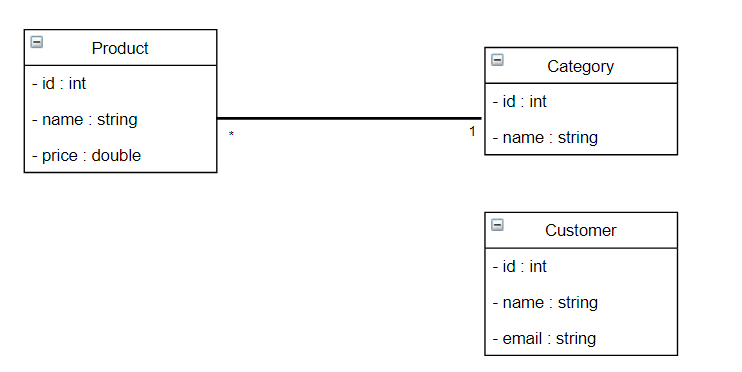 Product
- id : int
- name : string
- price : double
*
1
Category
- id : int
- name : string
Customer
- id : int
- name : string
- email : string